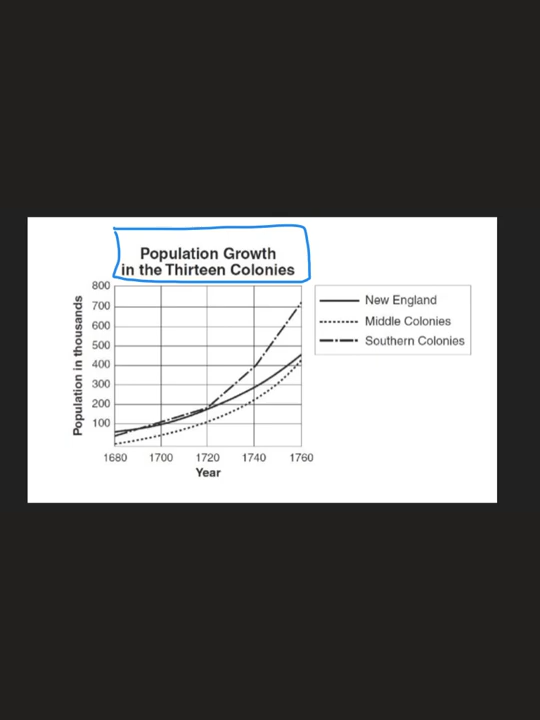 Population Growth
in the Thirteen Colonies
Population in thousands
800
700
600
500
400
300
200
100
1680 1700 1720 1740 1760
Year
New England
Middle Colonies
Southern Colonies